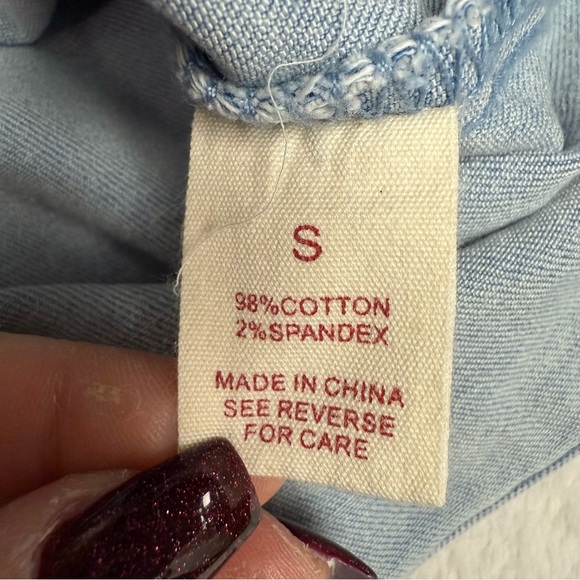 S
98%COTTON
2%SPANDEX
MADE IN CHINA
SEE REVERSE
FOR CARE